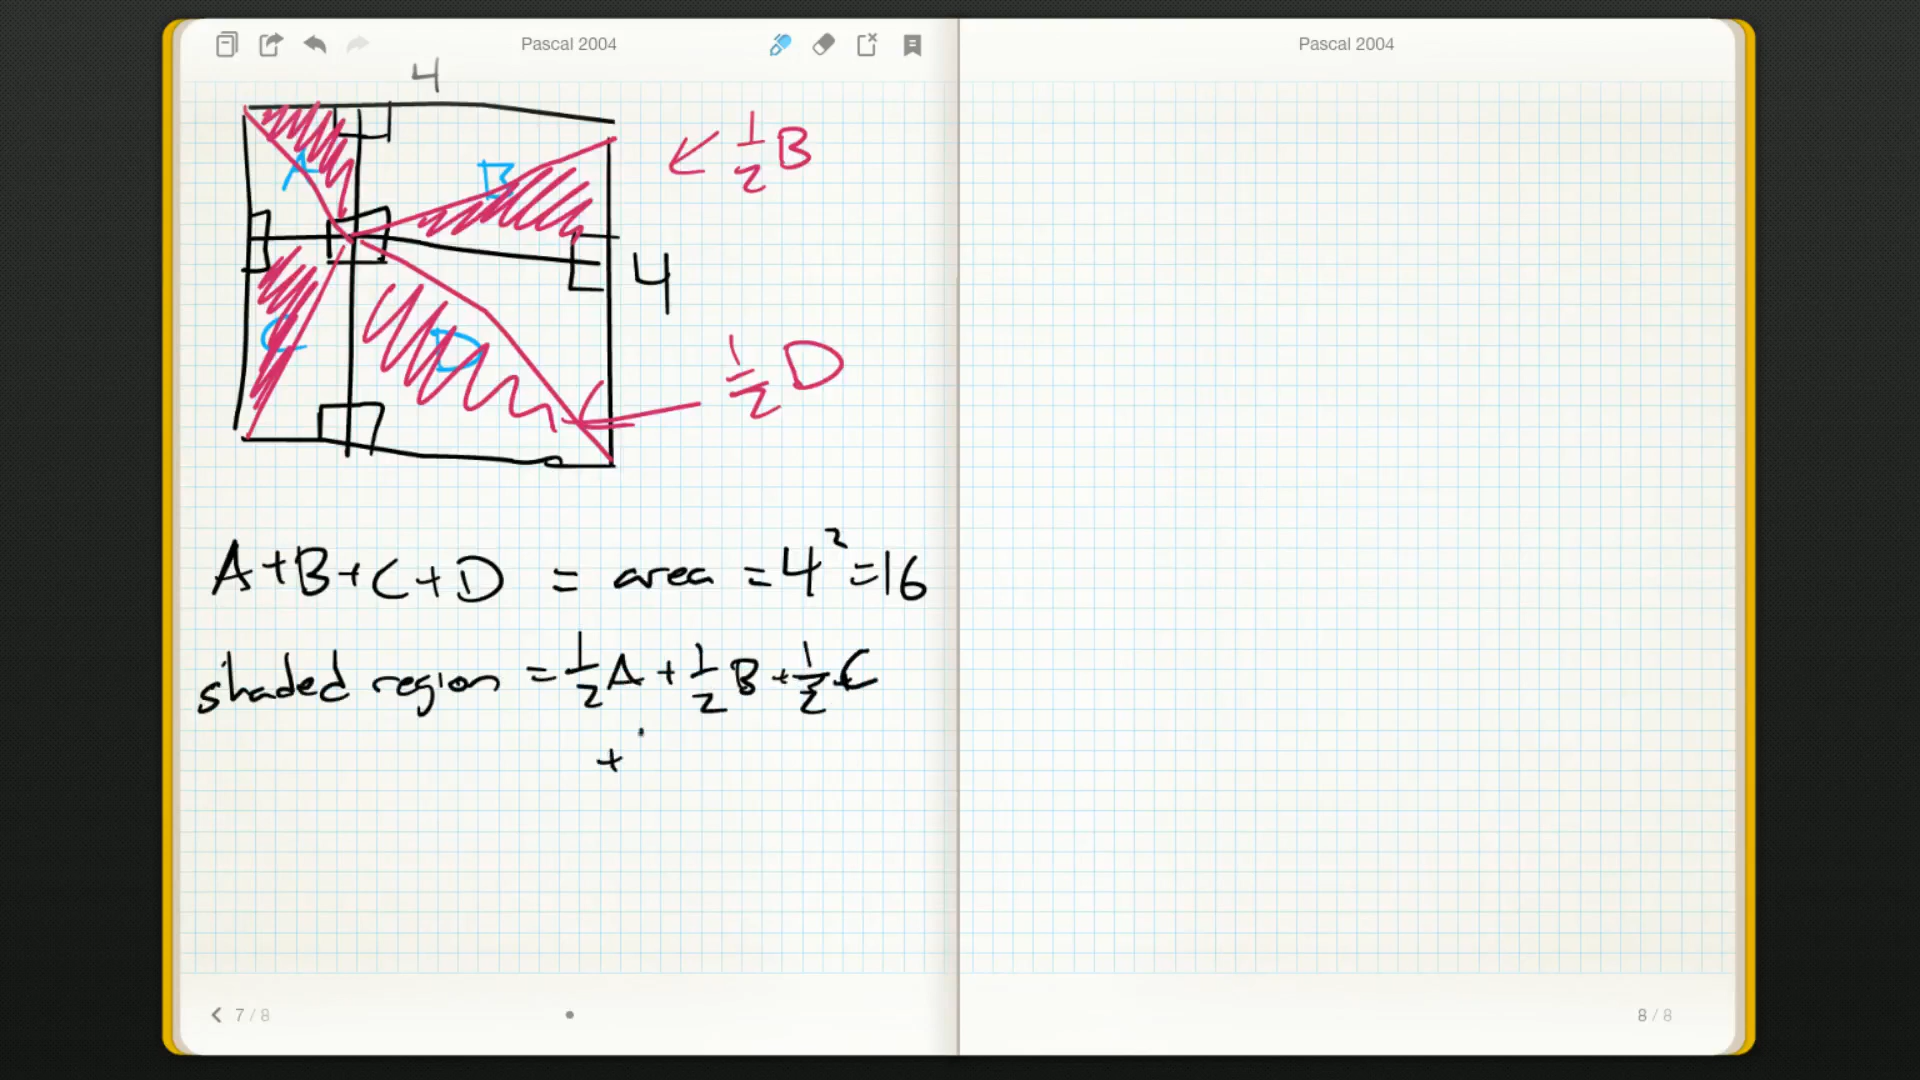 Pascal 2004
Pascal 2004
4
A
B
↙ 1/2 B
4
C
D
1/2 D
A+B+C+D = area = 4² = 16
shaded region = 1/2 A + 1/2 B + 1/2 C
+
7 / 8
8 / 8